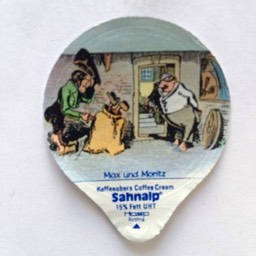 Max und Moritz
Kaffeeobers Coffee Cream
Sahnalp®
15% Fett UHT